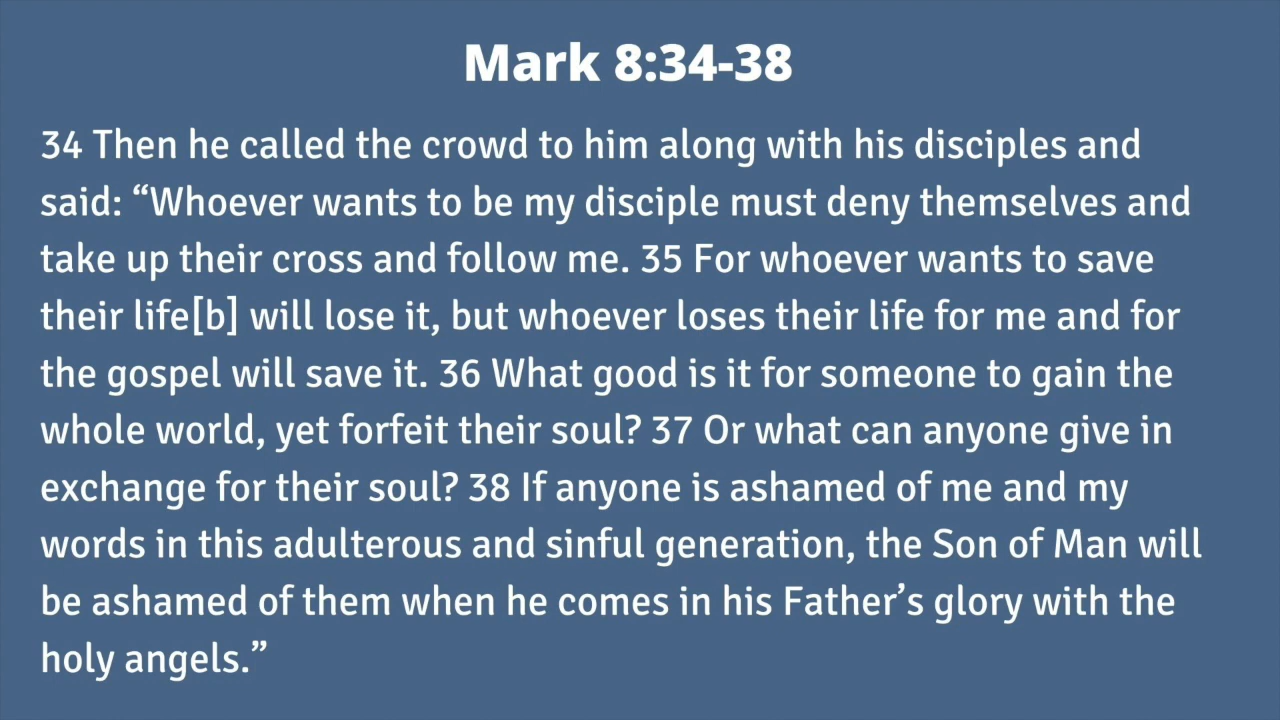 Mark 8:34-38
34 Then he called the crowd to him along with his disciples and
said: “Whoever wants to be my disciple must deny themselves and
take up their cross and follow me. 35 For whoever wants to save
their life[b] will lose it, but whoever loses their life for me and for
the gospel will save it. 36 What good is it for someone to gain the
whole world, yet forfeit their soul? 37 Or what can anyone give in
exchange for their soul? 38 If anyone is ashamed of me and my
words in this adulterous and sinful generation, the Son of Man will
be ashamed of them when he comes in his Father’s glory with the
holy angels.”